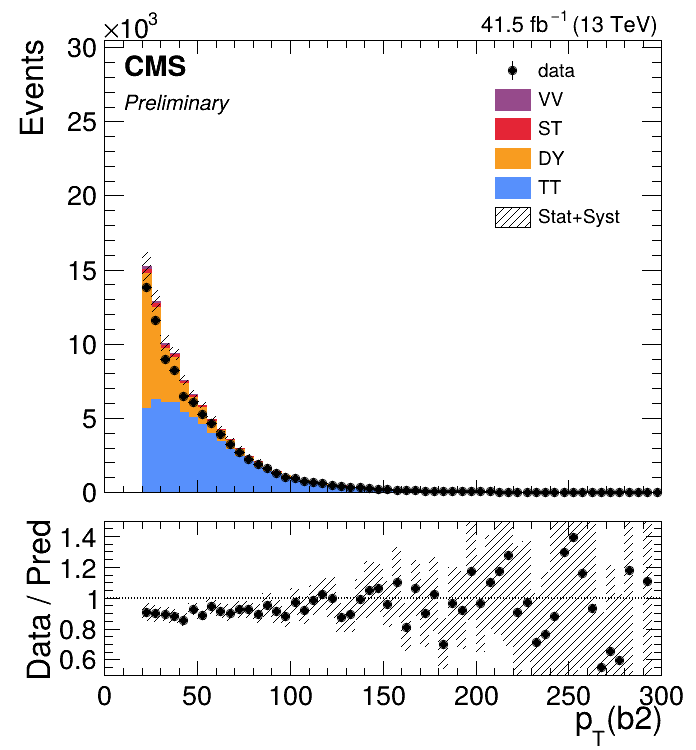 ×10³
41.5 fb⁻¹ (13 TeV)
Events
30
25
20
15
10
5
0
CMS
Preliminary
data
VV
ST
DY
TT
Stat+Syst
Data / Pred
1.4
1.2
1
0.8
0.6
0 50 100 150 200 250 300
p_T(b2)